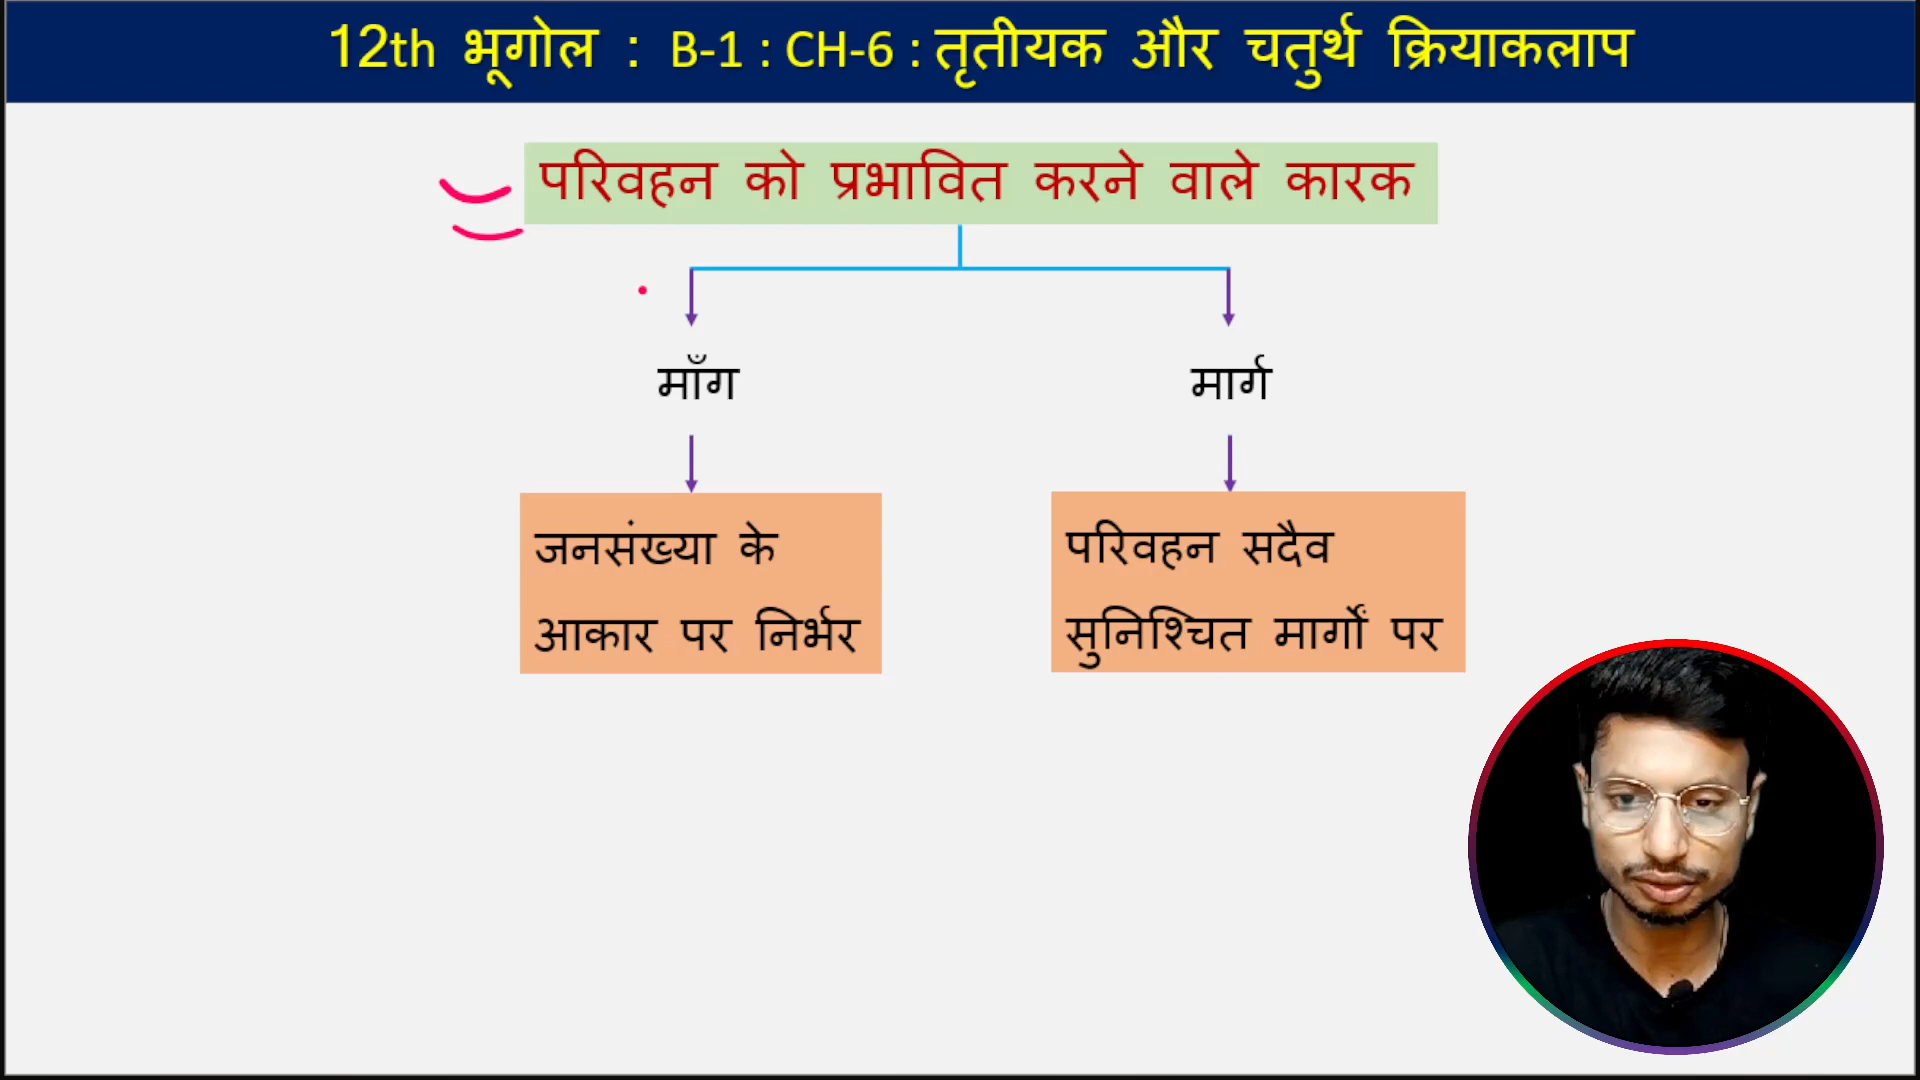 12th भूगोल : B-1 : CH-6 : तृतीयक और चतुर्थ क्रियाकलाप
परिवहन को प्रभावित करने वाले कारक
माँग
मार्ग
जनसंख्या के
आकार पर निर्भर
परिवहन सदैव
सुनिश्चित मार्गों पर